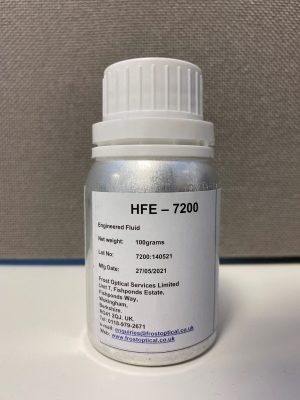 HFE – 7200
Engineered Fluid
Net weight: 100grams
Lot No: 7200:140521
Mfg Date: 27/05/2021
Frost Optical Services Limited
Unit 7, Fishponds Estate,
Fishponds Way,
Wokingham,
Berkshire.
RG41 2QJ. UK.
Tel: 0118-979-2671
e-mail: enquiries@frostoptical.co.uk
Web: www.frostoptical.co.uk